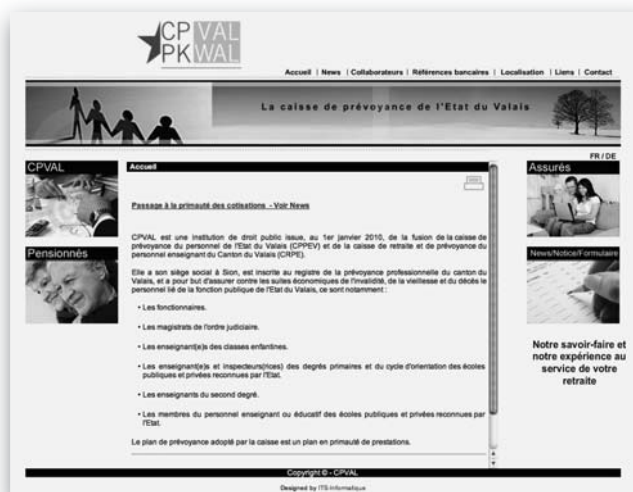 CPVAL
PKWAL
Accueil | News | Collaborateurs | Références bancaires | Localisation | Liens | Contact
La caisse de prévoyance de l'Etat du Valais
FR / DE
CPVAL
Pensionnés
Accueil
Passage à la primauté des cotisations - Voir News
CPVAL est une institution de droit public issue, au 1er janvier 2010, de la fusion de la caisse de
prévoyance du personnel de l'Etat du Valais (CPPEV) et de la caisse de retraite et de prévoyance du
personnel enseignant du Canton du Valais (CRPE).
Elle a son siège social à Sion, est inscrite au registre de la prévoyance professionnelle du canton du
Valais, et a pour but d'assurer contre les suites économiques de l'invalidité, de la vieillesse et du décès le
personnel lié de la fonction publique de l'Etat du Valais, ce sont notamment :
• Les fonctionnaires.
• Les magistrats de l'ordre judiciaire.
• Les enseignant(e)s des classes enfantines.
• Les enseignant(e)s et inspecteurs(rices) des degrés primaires et du cycle d'orientation des écoles
publiques et privées reconnues par l'Etat.
• Les enseignants du second degré.
• Les membres du personnel enseignant ou éducatif des écoles publiques et privées reconnues par
l'Etat.
Le plan de prévoyance adopté par la caisse est un plan en primauté de prestations.
Assurés
News/Notice/Formulaire
Notre savoir-faire et
notre expérience au
service de votre
retraite
Copyright © - CPVAL
Designed by ITS-Informatique